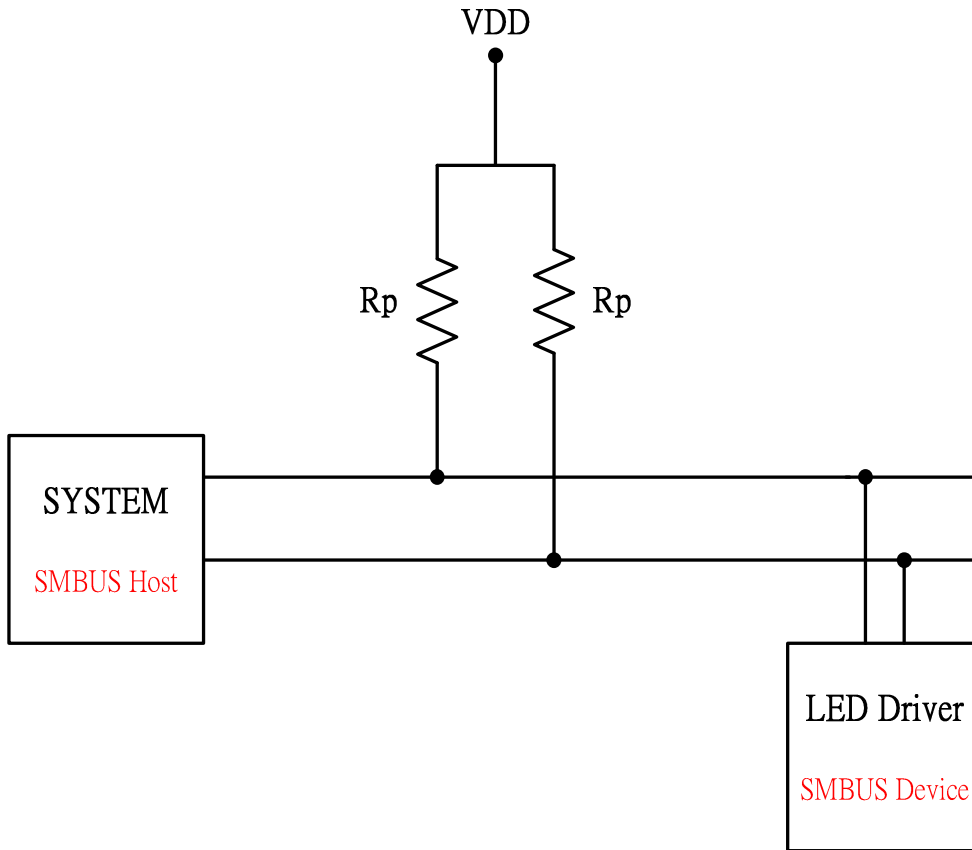 VDD
Rp
Rp
SYSTEM
SMBUS Host
LED Driver
SMBUS Device